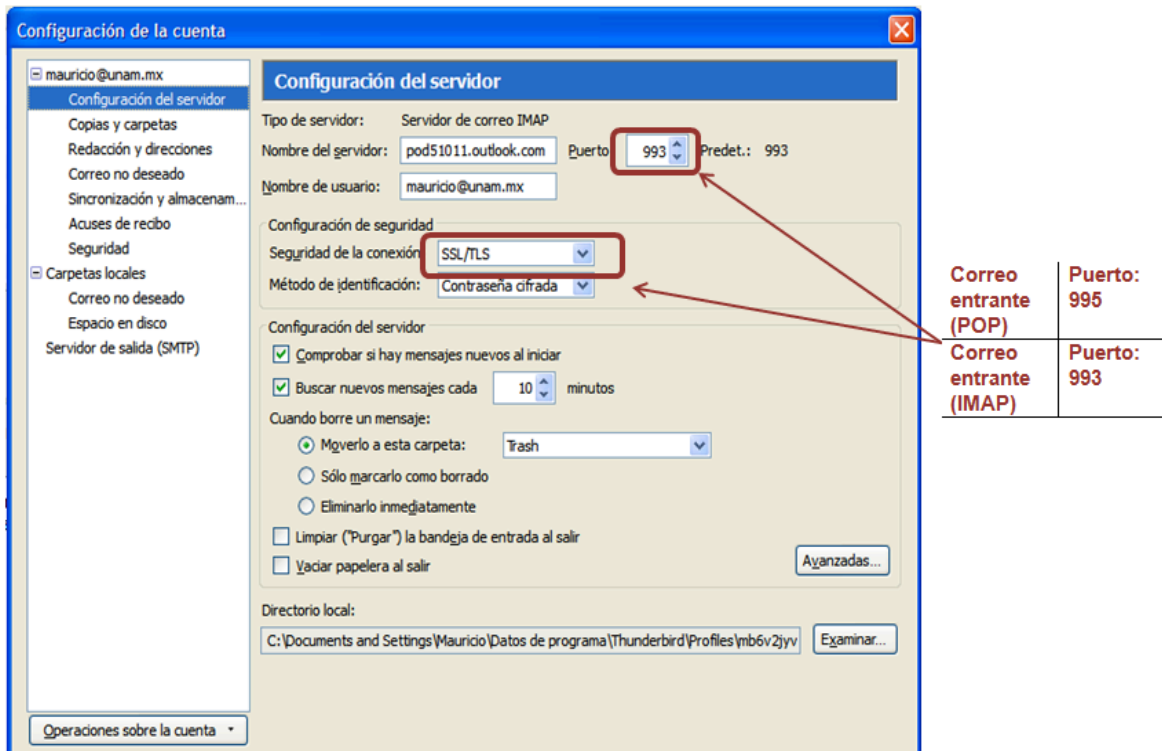 Configuración de la cuenta
mauricio@unam.mx
Configuración del servidor
Copias y carpetas
Redacción y direcciones
Correo no deseado
Sincronización y almacenam...
Acuses de recibo
Seguridad
Carpetas locales
Correo no deseado
Espacio en disco
Servidor de salida (SMTP)
Operaciones sobre la cuenta
Configuración del servidor
Tipo de servidor: Servidor de correo IMAP
Nombre del servidor: pod51011.outlook.com Puerto 993 Predet.: 993
Nombre de usuario: mauricio@unam.mx
Configuración de seguridad
Seguridad de la conexión SSL/TLS
Método de identificación: Contraseña cifrada
Configuración del servidor
Comprobar si hay mensajes nuevos al iniciar
Buscar nuevos mensajes cada 10 minutos
Cuando borre un mensaje:
Moverlo a esta carpeta: Trash
Sólo marcarlo como borrado
Eliminarlo inmediatamente
Limpiar ("Purgar") la bandeja de entrada al salir
Vaciar papelera al salir
Avanzadas...
Directorio local:
C:\Documents and Settings\Mauricio\Datos de programa\Thunderbird\Profiles\mb6v2jyv
Examinar...
Correo entrante (POP) Puerto: 995
Correo entrante (IMAP) Puerto: 993